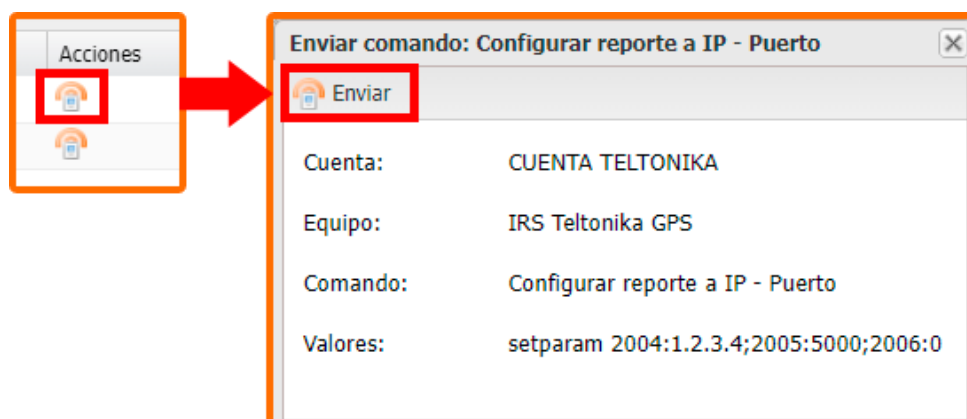 Acciones
Enviar comando: Configurar reporte a IP - Puerto
Enviar
Cuenta: CUENTA TELTONIKA
Equipo: IRS Teltonika GPS
Comando: Configurar reporte a IP - Puerto
Valores: setparam 2004:1.2.3.4;2005:5000;2006:0